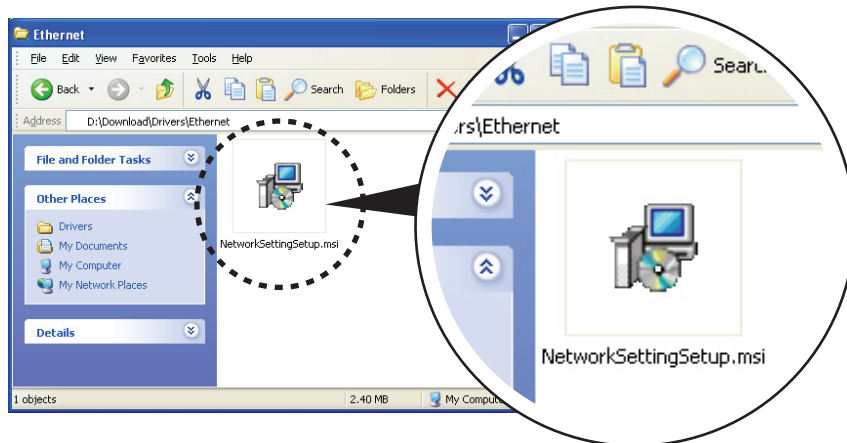 Ethernet
File Edit View Favorites Tools Help
Back Search Folders
Address D:\Download\Drivers\Ethernet
File and Folder Tasks
Other Places
Drivers
My Documents
My Computer
My Network Places
Details
NetworkSettingSetup.msi
1 objects 2.40 MB My Comput
Sear
rs\Ethernet
NetworkSettingSetup.msi